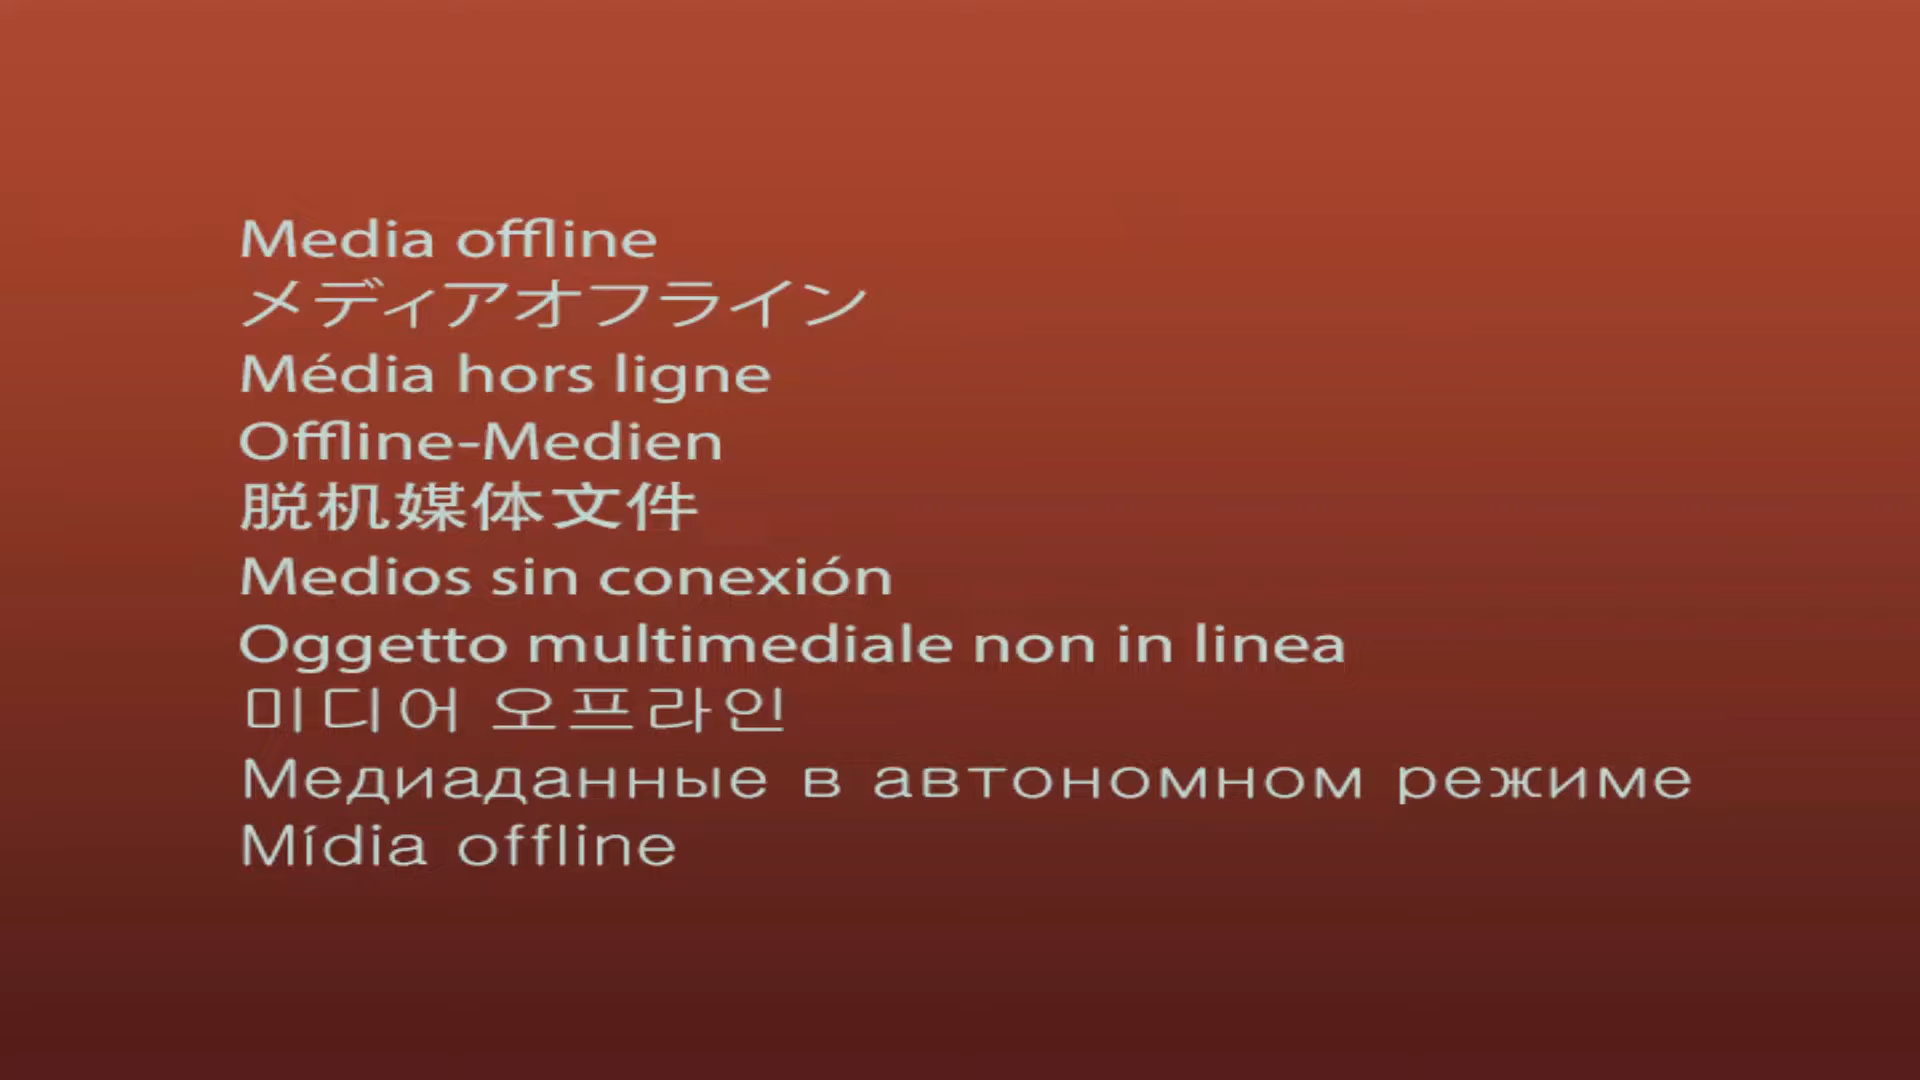 Media offline
メディアオフライン
Média hors ligne
Offline-Medien
脱机媒体文件
Medios sin conexión
Oggetto multimediale non in linea
미디어 오프라인
Медиаданные в автономном режиме
Mídia offline